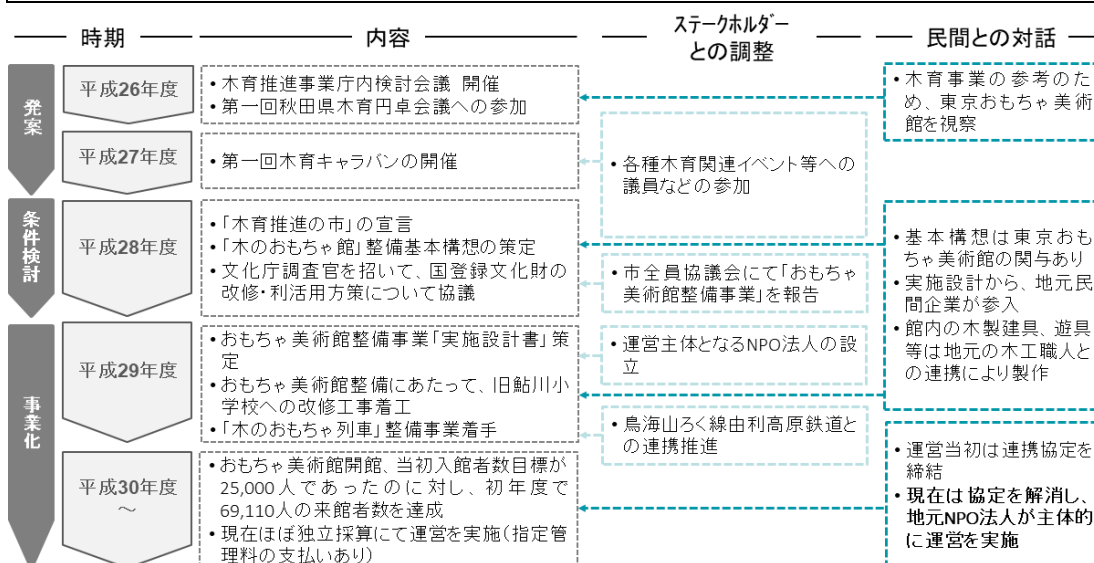 時期
内容
ステークホルダー
との調整
民間との対話
発案
平成26年度
• 木育推進事業庁内検討会議 開催
• 第一回秋田県木育円卓会議への参加
• 木育事業の参考のた
め、東京おもちゃ美術
館を視察
平成27年度
• 第一回木育キャラバンの開催
• 各種木育関連イベント等への
議員などの参加
条件検討
平成28年度
• 「木育推進の市」の宣言
• 「木のおもちゃ館」整備基本構想の策定
• 文化庁調査官を招いて、国登録文化財の
改修・利活用方策について協議
• 市全員協議会にて「おもちゃ
美術館整備事業」を報告
• 基本構想は東京おも
ちゃ美術館の関与あり
• 実施設計から、地元民
間企業が参入
• 館内の木製建具、遊具
等は地元の木工職人と
の連携により製作
事業化
平成29年度
• おもちゃ美術館整備事業「実施設計書」策
定
• おもちゃ美術館整備にあたって、旧鮎川小
学校への改修工事着工
• 「木のおもちゃ列車」整備事業着手
• 運営主体となるNPO法人の設
立
• 鳥海山ろく線由利高原鉄道と
の連携推進
平成30年度
～
• おもちゃ美術館開館、当初入館者数目標が
25,000人であったのに対し、初年度で
69,110人の来館者数を達成
• 現在ほぼ独立採算にて運営を実施(指定管
理料の支払いあり)
• 運営当初は連携協定を
締結
• 現在は協定を解消し、
地元NPO法人が主体的
に運営を実施